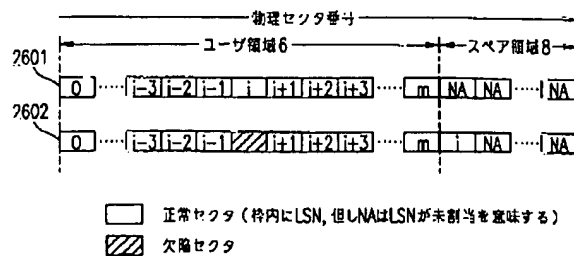 物理セクタ番号
ユーザ領域6 スペア領域8
2601
0 ····· i-3 i-2 i-1 i i+1 i+2 i+3 ····· m NA NA ····· NA
2602
0 ····· i-3 i-2 i-1 i+1 i+2 i+3 ····· m i NA ····· NA
正常セクタ(枠内にLSN,但しNAはLSNが未割当を意味する)
欠陥セクタ